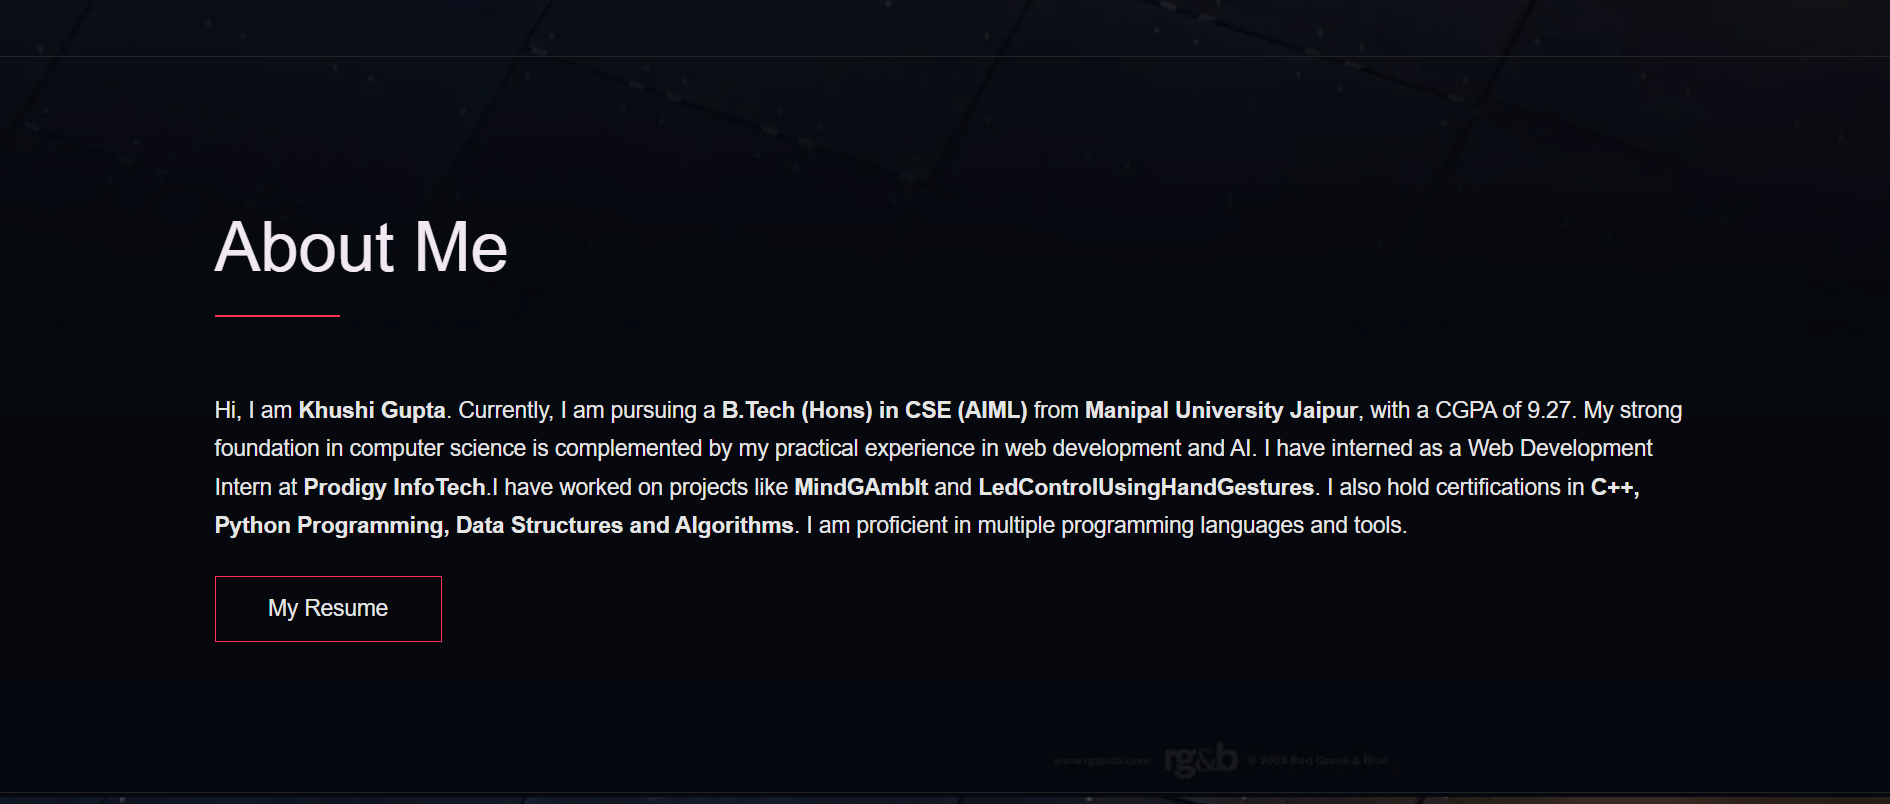 About Me
Hi, I am Khushi Gupta. Currently, I am pursuing a B.Tech (Hons) in CSE (AIML) from Manipal University Jaipur, with a CGPA of 9.27. My strong
foundation in computer science is complemented by my practical experience in web development and AI. I have interned as a Web Development
Intern at Prodigy InfoTech.I have worked on projects like MindGAmbIt and LedControlUsingHandGestures. I also hold certifications in C++,
Python Programming, Data Structures and Algorithms. I am proficient in multiple programming languages and tools.
My Resume
rg&b © 2008 Red Green & Blue